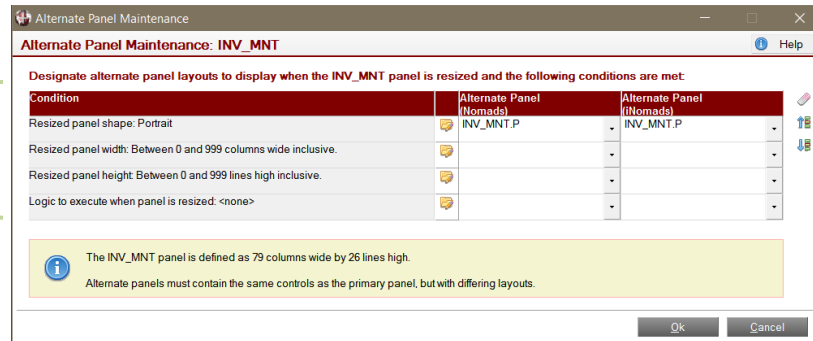 Alternate Panel Maintenance
Alternate Panel Maintenance: INV_MNT
Help
Designate alternate panel layouts to display when the INV_MNT panel is resized and the following conditions are met:
Condition
Alternate Panel (Nomads)
Alternate Panel (iNomads)
Resized panel shape: Portrait
INV_MNT.P
INV_MNT.P
Resized panel width: Between 0 and 999 columns wide inclusive.
Resized panel height: Between 0 and 999 lines high inclusive.
Logic to execute when panel is resized: <none>
The INV_MNT panel is defined as 79 columns wide by 26 lines high.
Alternate panels must contain the same controls as the primary panel, but with differing layouts.
Ok
Cancel